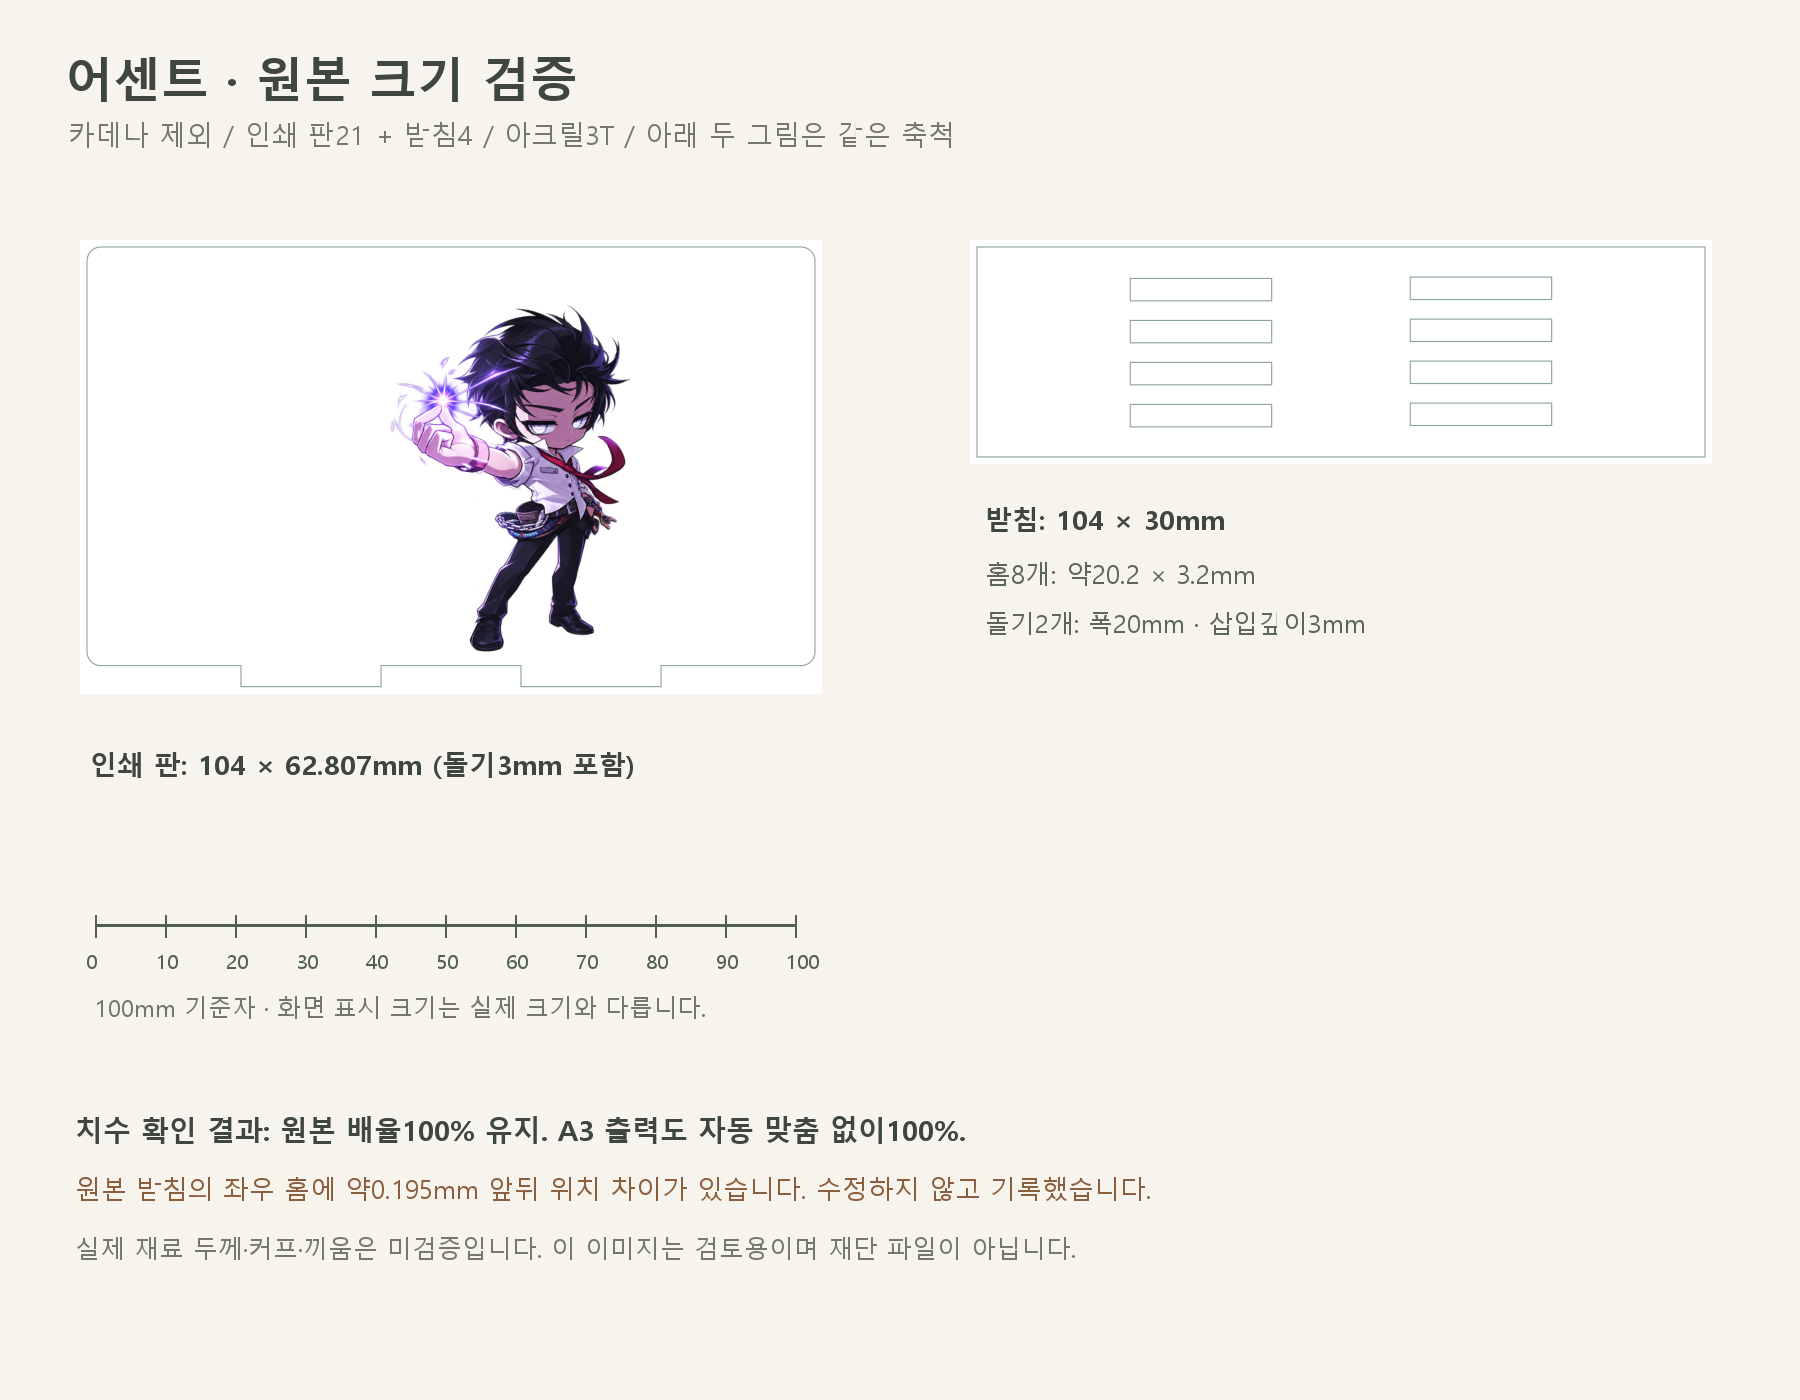 어센트 · 원본 크기 검증
카데나 제외 / 인쇄 판21 + 받침4 / 아크릴3T / 아래 두 그림은 같은 축척
받침: 104 × 30mm
홈8개: 약20.2 × 3.2mm
돌기2개: 폭20mm · 삽입깊이3mm
인쇄 판: 104 × 62.807mm (돌기3mm 포함)
0 10 20 30 40 50 60 70 80 90 100
100mm 기준자 · 화면 표시 크기는 실제 크기와 다릅니다.
치수 확인 결과: 원본 배율100% 유지. A3 출력도 자동 맞춤 없이100%.
원본 받침의 좌우 홈에 약0.195mm 앞뒤 위치 차이가 있습니다. 수정하지 않고 기록했습니다.
실제 재료 두께·커프·끼움은 미검증입니다. 이 이미지는 검토용이며 재단 파일이 아닙니다.